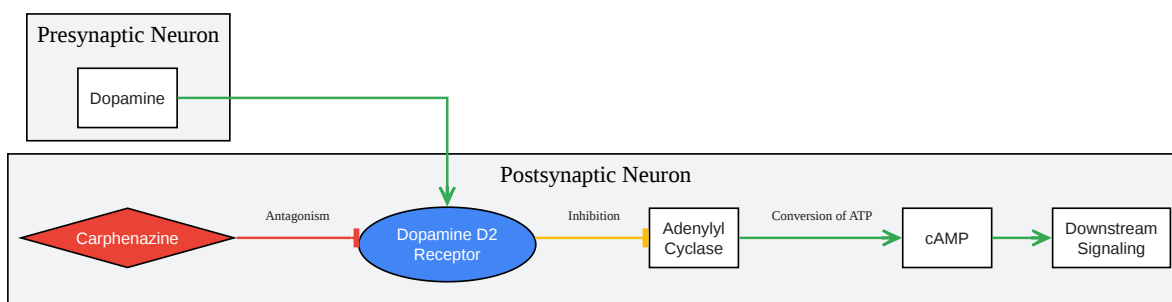 Presynaptic Neuron
Dopamine
Postsynaptic Neuron
Carphenazine
Antagonism
Dopamine D2
Receptor
Inhibition
Adenylyl
Cyclase
Conversion of ATP
cAMP
Downstream
Signaling